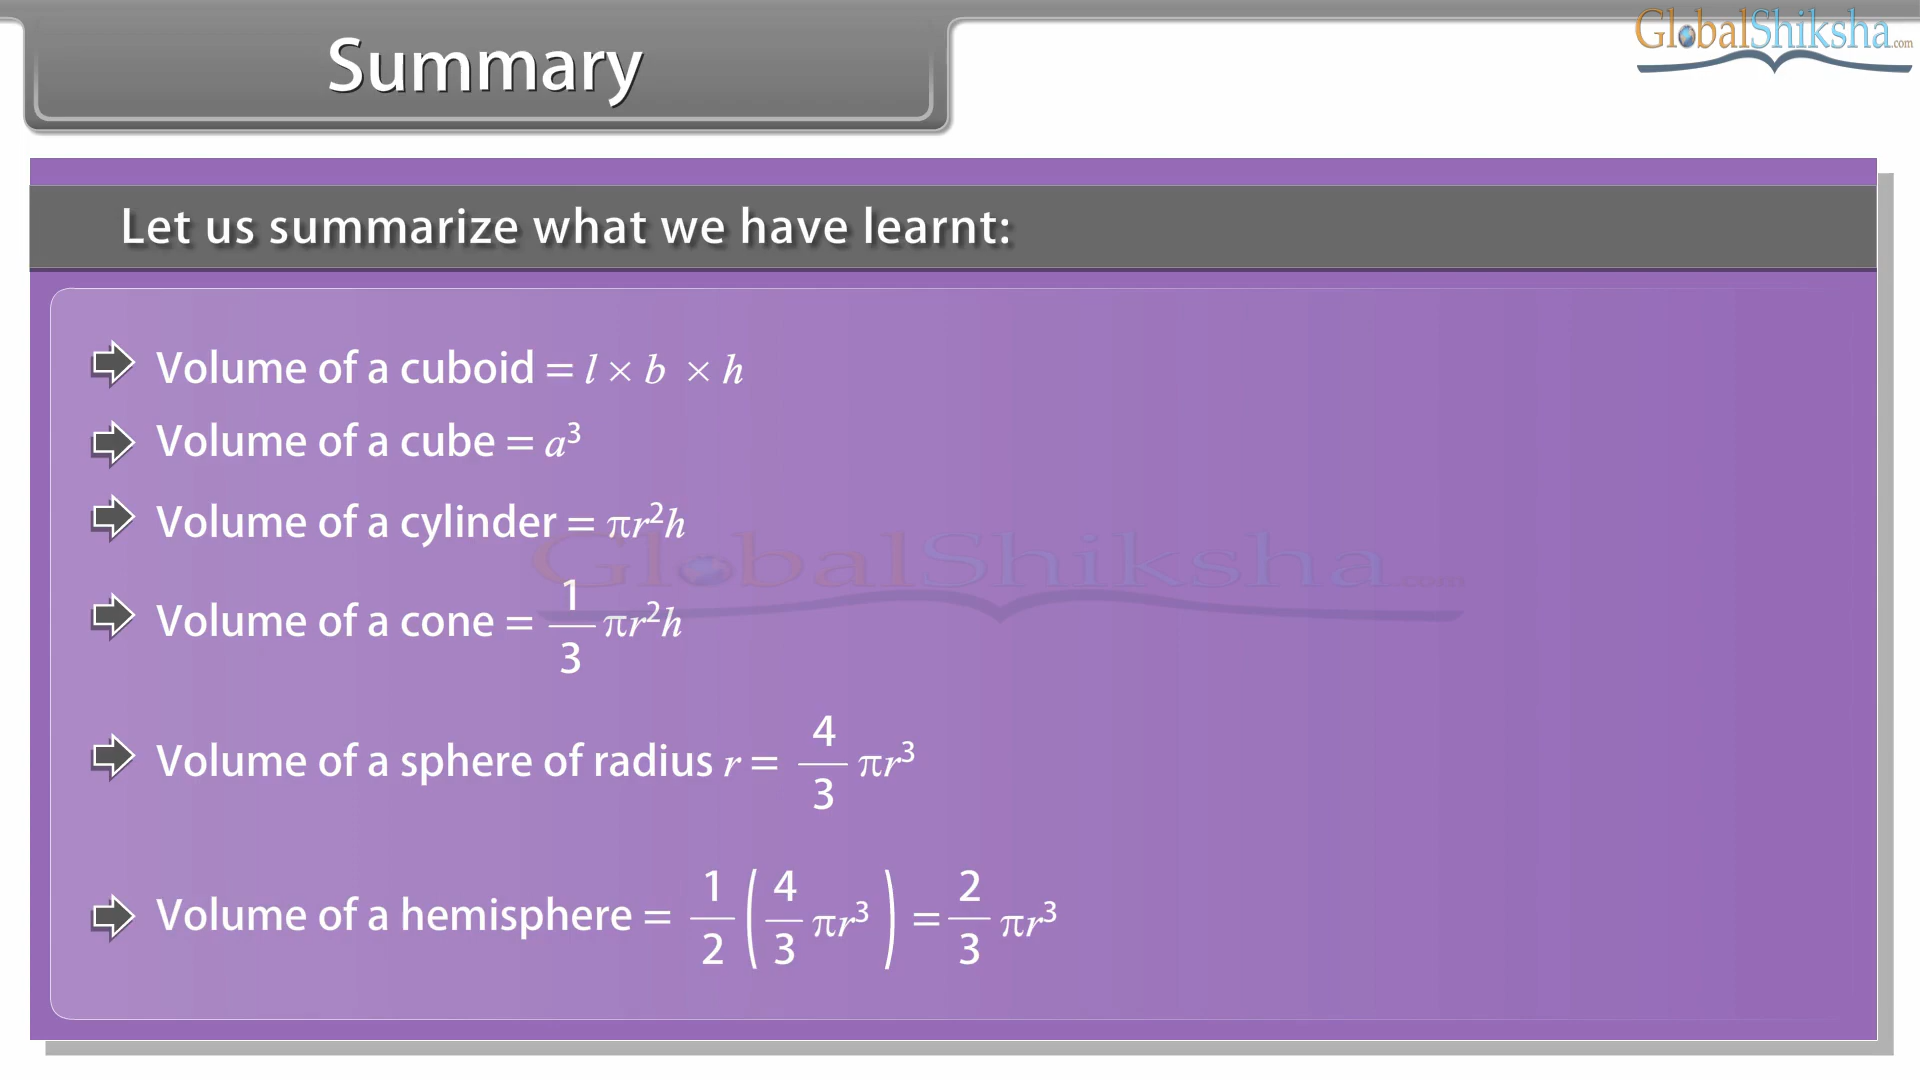 Summary
GlobalShiksha.com
Let us summarize what we have learnt:
Volume of a cuboid = l × b × h
Volume of a cube = a³
Volume of a cylinder = πr²h
Volume of a cone = 1/3 πr²h
Volume of a sphere of radius r = 4/3 πr³
Volume of a hemisphere = 1/2 (4/3 πr³) = 2/3 πr³
GlobalShiksha.com